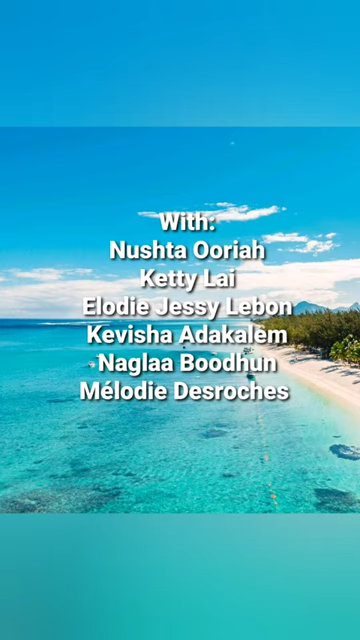 With:
Nushta Ooriah
Ketty Lai
Elodie Jessy Lebon
Kevisha Adakalem
Naglaa Boodhun
Mélodie Desroches